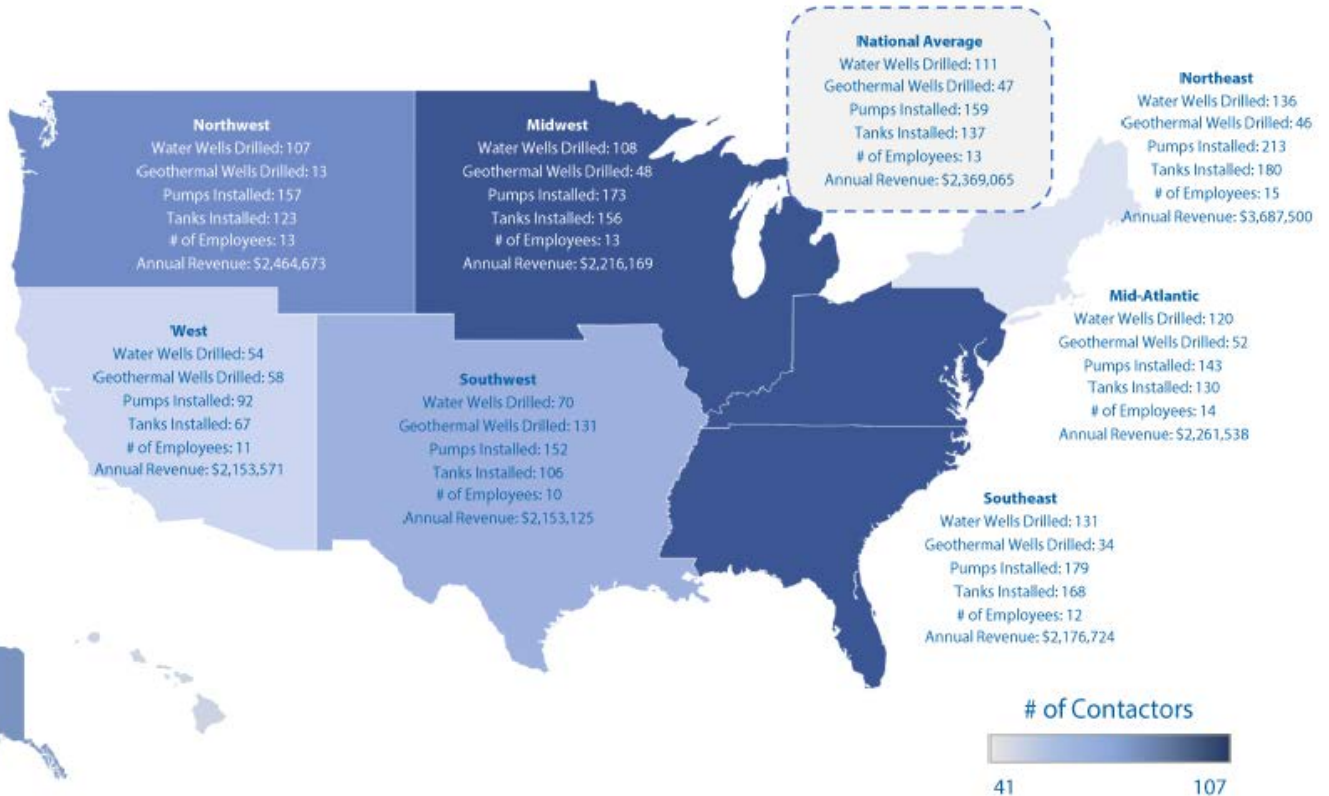 National Average
Water Wells Drilled: 111
Geothermal Wells Drilled: 47
Pumps Installed: 159
Tanks Installed: 137
# of Employees: 13
Annual Revenue: $2,369,065
Northeast
Water Wells Drilled: 136
Geothermal Wells Drilled: 46
Pumps Installed: 213
Tanks Installed: 180
# of Employees: 15
Annual Revenue: $3,687,500
Northwest
Water Wells Drilled: 107
Geothermal Wells Drilled: 13
Pumps Installed: 157
Tanks Installed: 123
# of Employees: 13
Annual Revenue: $2,464,673
Midwest
Water Wells Drilled: 108
Geothermal Wells Drilled: 48
Pumps Installed: 173
Tanks Installed: 156
# of Employees: 13
Annual Revenue: $2,216,169
Mid-Atlantic
Water Wells Drilled: 120
Geothermal Wells Drilled: 52
Pumps Installed: 143
Tanks Installed: 130
# of Employees: 14
Annual Revenue: $2,261,538
West
Water Wells Drilled: 54
Geothermal Wells Drilled: 58
Pumps Installed: 92
Tanks Installed: 67
# of Employees: 11
Annual Revenue: $2,153,571
Southwest
Water Wells Drilled: 70
Geothermal Wells Drilled: 131
Pumps Installed: 152
Tanks Installed: 106
# of Employees: 10
Annual Revenue: $2,153,125
Southeast
Water Wells Drilled: 131
Geothermal Wells Drilled: 34
Pumps Installed: 179
Tanks Installed: 168
# of Employees: 12
Annual Revenue: $2,176,724
# of Contactors
41 107